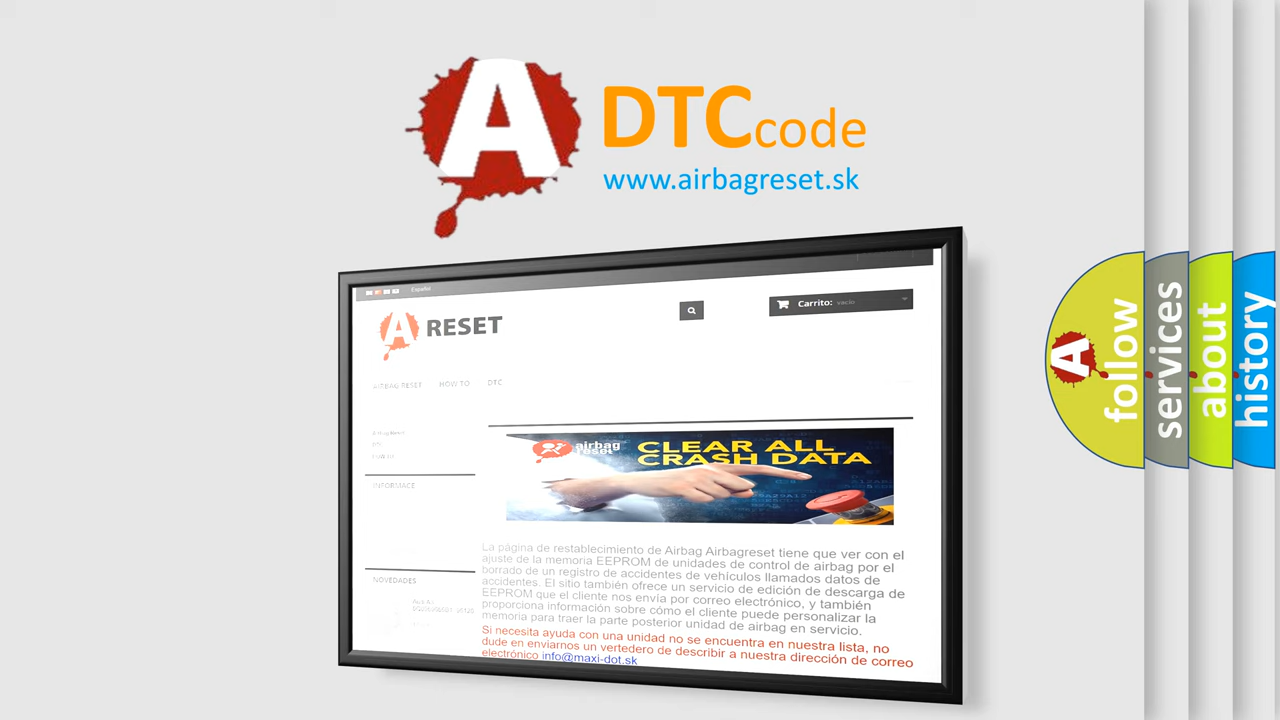 A
DTC code
www.airbagreset.sk
Español
A RESET
Carrito: vacío
AIRBAG RESET HOW TO DTC
Airbag Reset
INFORMACE
NOVEDADES
airbag
reset
CLEAR ALL
CRASH DATA
La página de restablecimiento de Airbag Airbagreset tiene que ver con el
ajuste de la memoria EEPROM de unidades de control de airbag por el
borrado de un registro de accidentes de vehículos llamados datos de
accidentes. El sitio también ofrece un servicio de edición de descarga de
EEPROM que el cliente nos envía por correo electrónico, y también
proporciona información sobre cómo el cliente puede personalizar la
memoria para traer la parte posterior unidad de airbag en servicio.
Si necesita ayuda con una unidad no se encuentra en nuestra lista, no
dude en enviarnos un vertedero de describir a nuestra dirección de correo
electrónico info@maxi-dot.sk
A
follow
services
about
history